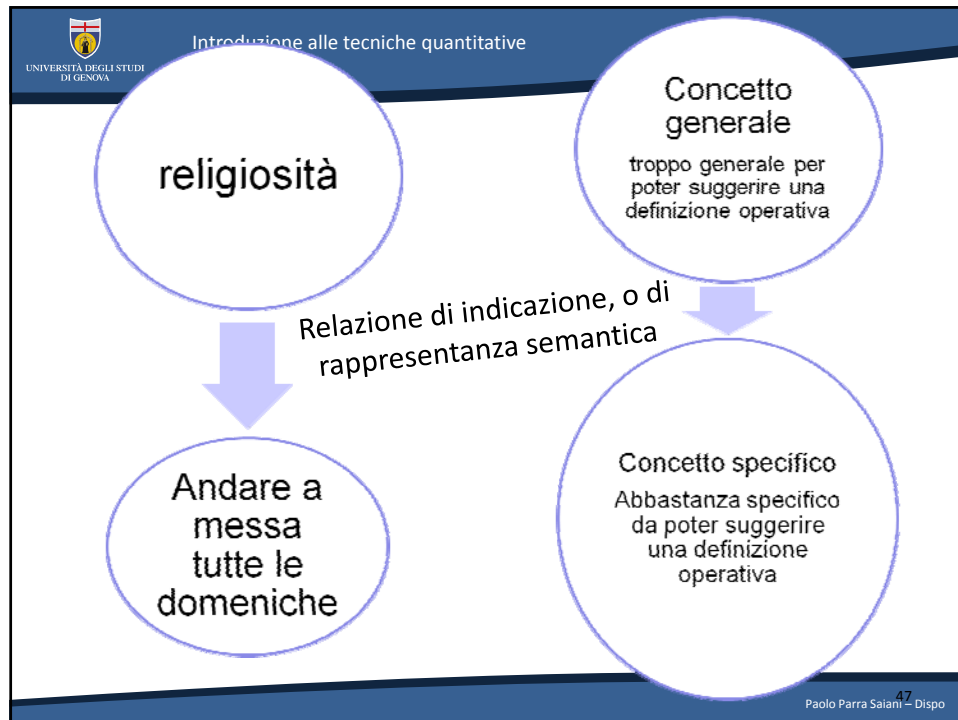 UNIVERSITÀ DEGLI STUDI
DI GENOVA
Introduzione alle tecniche quantitative
religiosità
Concetto
generale
troppo generale per
poter suggerire una
definizione operativa
Relazione di indicazione, o di
rappresentanza semantica
Andare a
messa
tutte le
domeniche
Concetto specifico
Abbastanza specifico
da poter suggerire
una definizione
operativa
47
Paolo Parra Saiani – Dispo